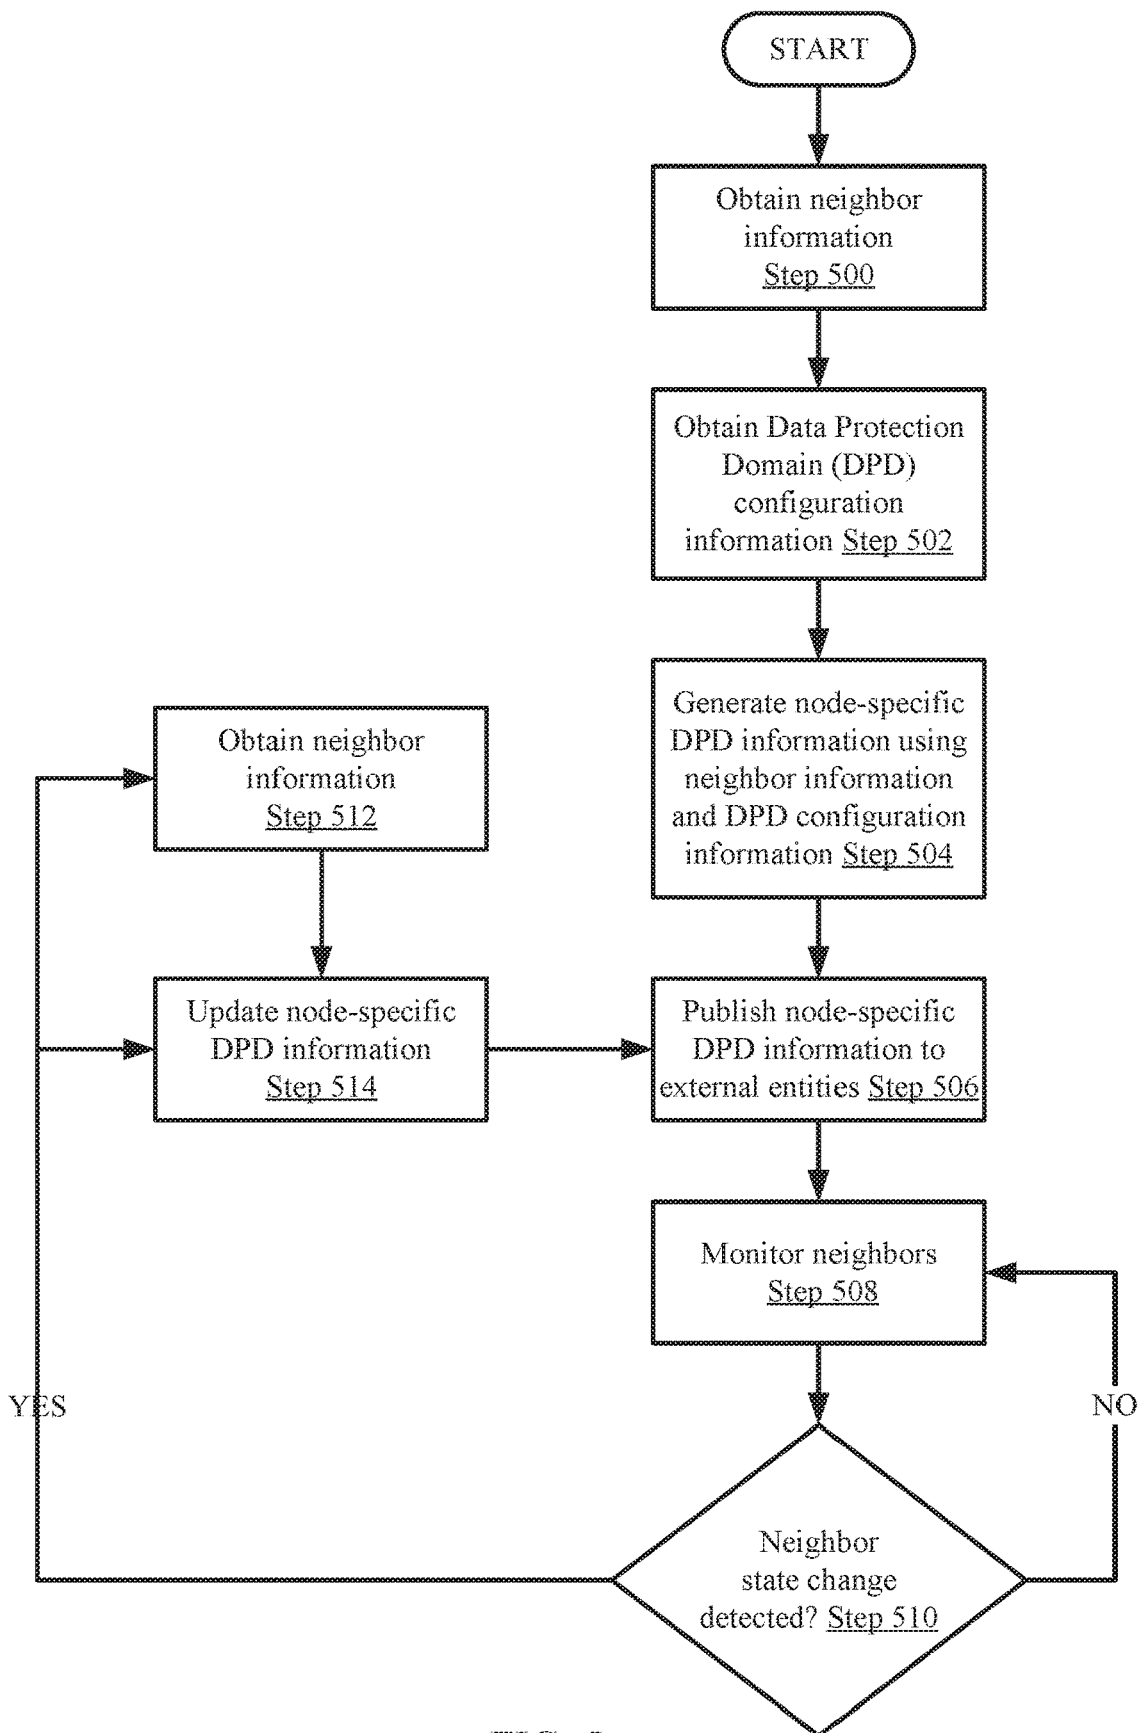 START
Obtain neighbor
information
Step 500
Obtain Data Protection
Domain (DPD)
configuration
information Step 502
Generate node-specific
DPD information using
neighbor information
and DPD configuration
information Step 504
Obtain neighbor
information
Step 512
Update node-specific
DPD information
Step 514
Publish node-specific
DPD information to
external entities Step 506
Monitor neighbors
Step 508
YES
NO
Neighbor
state change
detected? Step 510